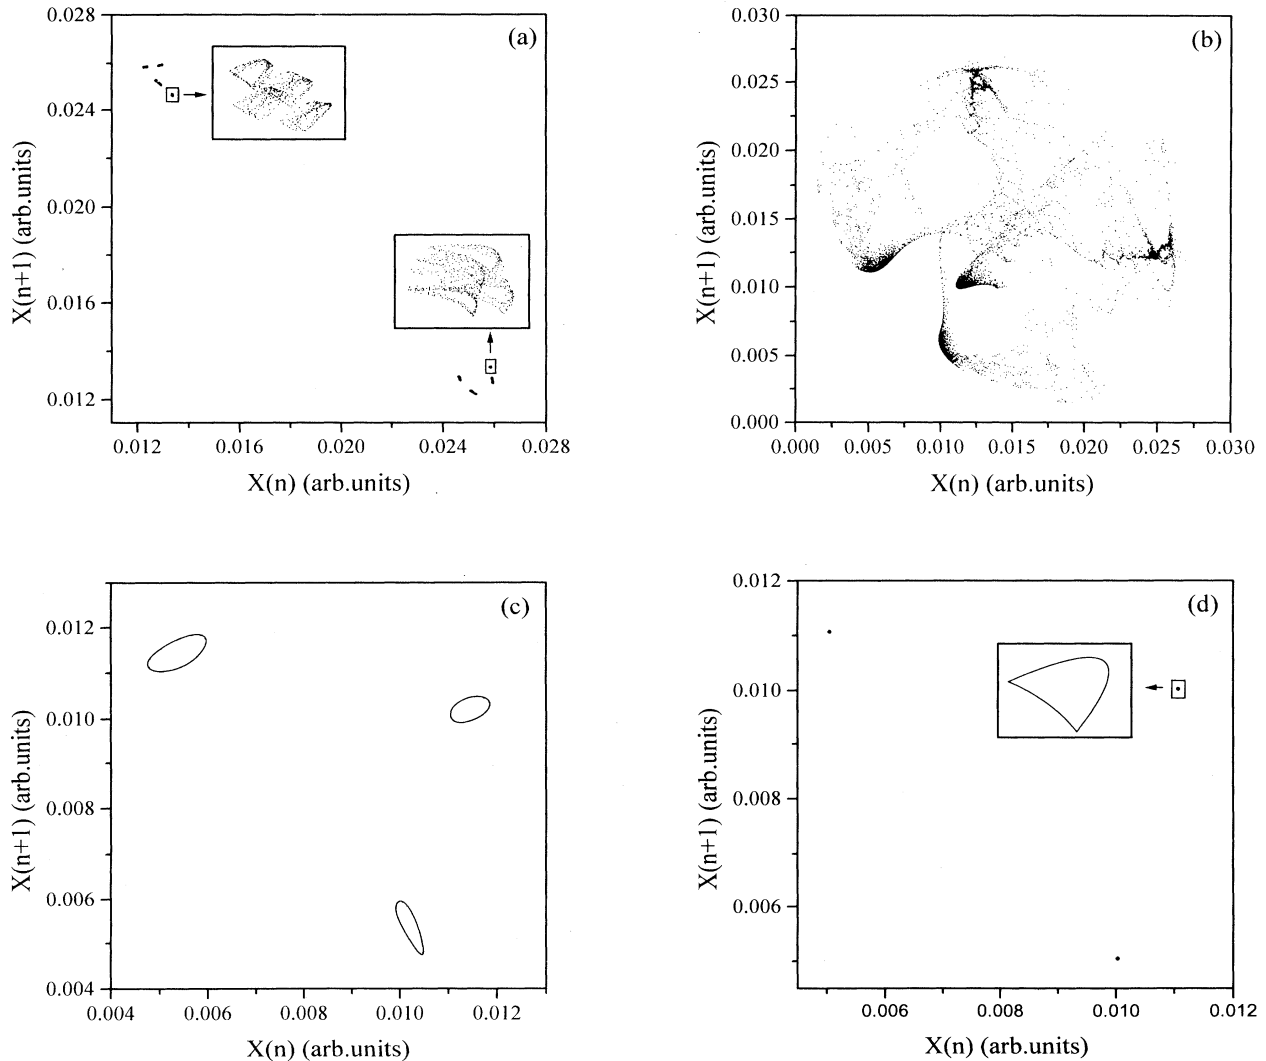 (a)
0.028
0.024
0.020
0.016
0.012
X(n+1) (arb.units)
0.012 0.016 0.020 0.024 0.028
X(n) (arb.units)
(b)
0.030
0.025
0.020
0.015
0.010
0.005
0.000
X(n+1) (arb.units)
0.000 0.005 0.010 0.015 0.020 0.025 0.030
X(n) (arb.units)
(c)
0.012
0.010
0.008
0.006
0.004
X(n+1) (arb.units)
0.004 0.006 0.008 0.010 0.012
X(n) (arb.units)
(d)
0.012
0.010
0.008
0.006
X(n+1) (arb.units)
0.006 0.008 0.010 0.012
X(n) (arb.units)